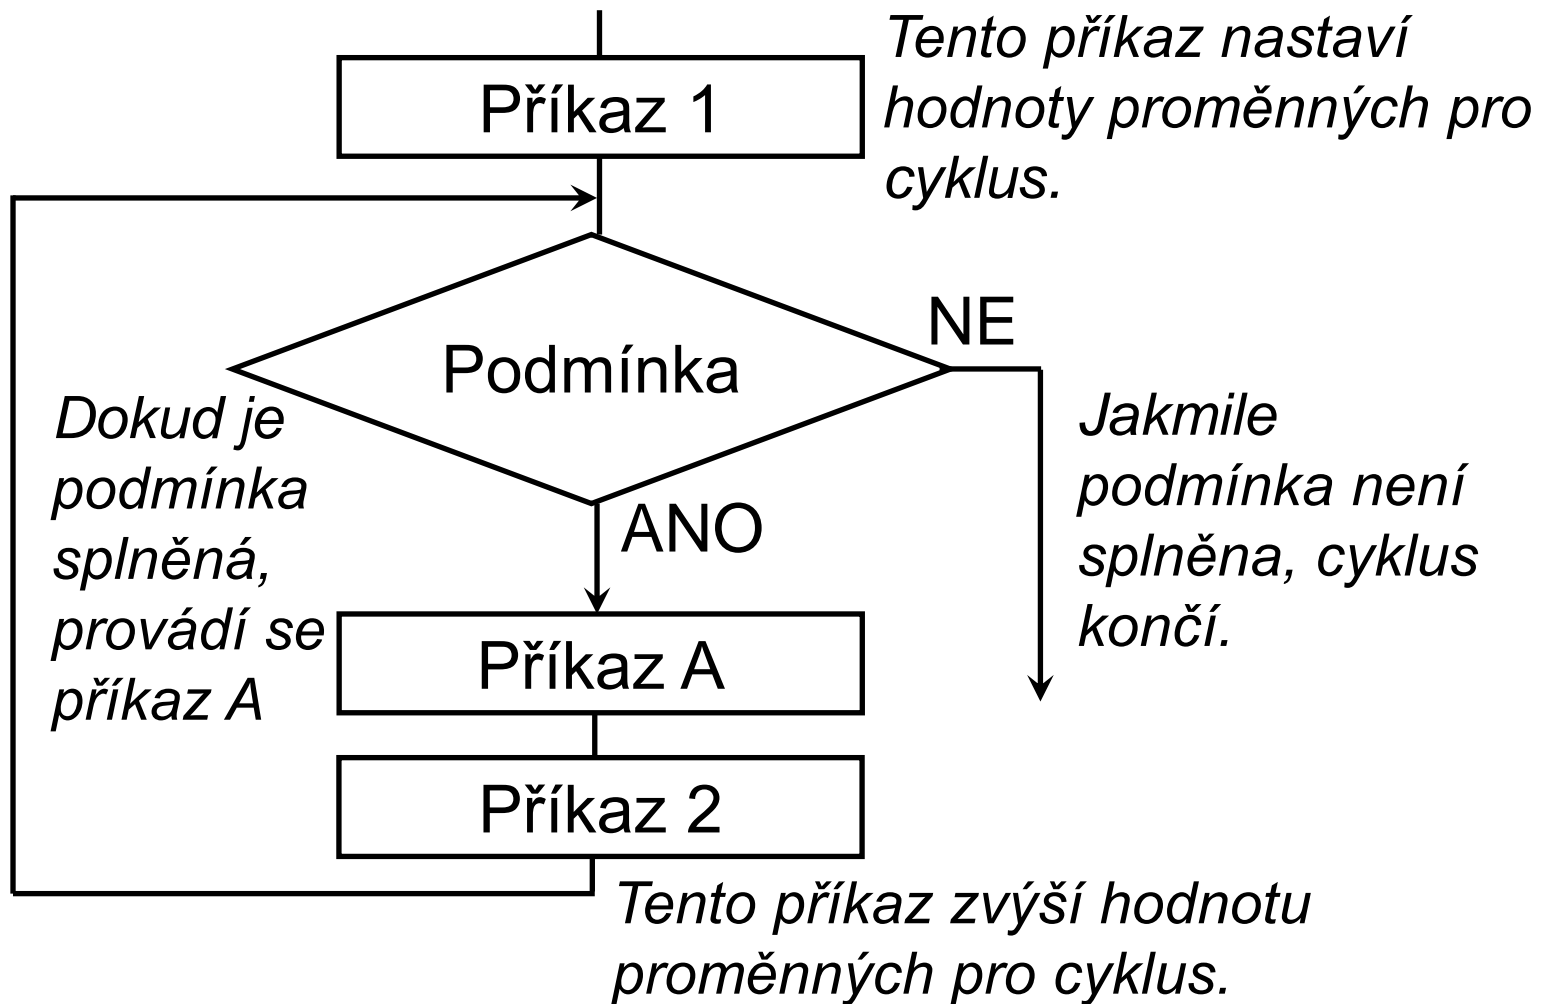 Příkaz 1
Tento příkaz nastaví
hodnoty proměnných pro
cyklus.
Podmínka
NE
Dokud je
podmínka
splněná,
provádí se
příkaz A
Jakmile
podmínka není
splněna, cyklus
končí.
ANO
Příkaz A
Příkaz 2
Tento příkaz zvýší hodnotu
proměnných pro cyklus.